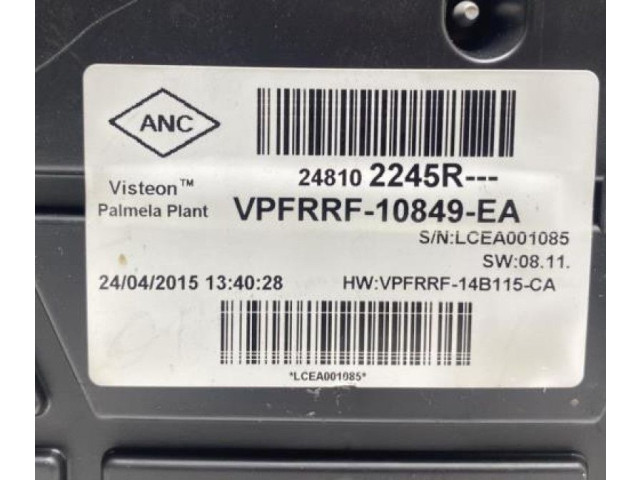 ANC
24810 2245R---
Visteon™
Palmela Plant
VPFRRF-10849-EA
S/N:LCEA001085
SW:08.11.
24/04/2015 13:40:28
HW:VPFRRF-14B115-CA
*LCEA001085*